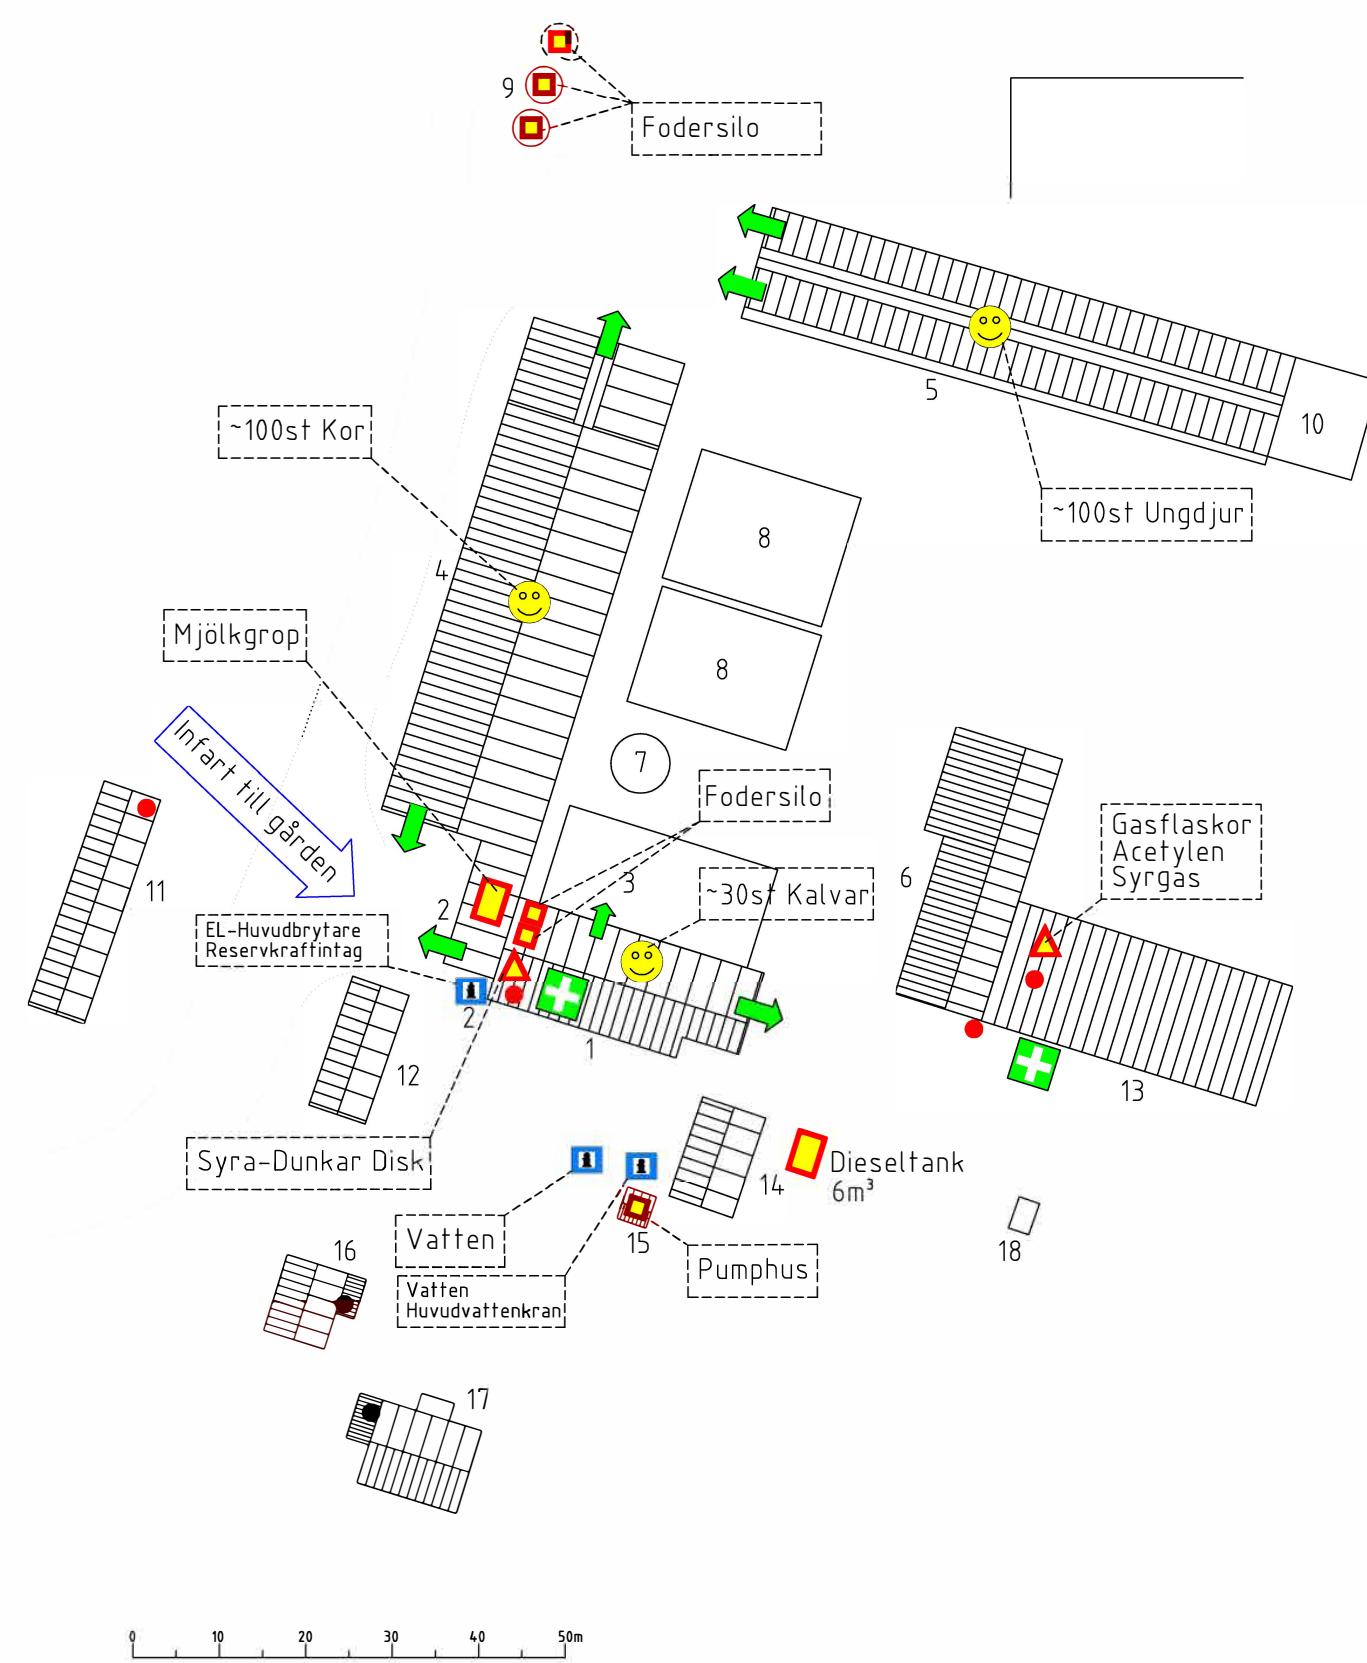 9
Fodersilo
5
10
~100st Kor
~100st Ungdjur
8
4
Mjölkgrop
8
Infart till gården
7
Fodersilo
Gasflaskor
Acetylen
Syrgas
11
3
6
~30st Kalvar
2
EL-Huvudbrytare
Reservkraftintag
2
1
12
13
Syra-Dunkar Disk
14
Dieseltank
6m³
Vatten
15
18
16
Pumphus
Vatten
Huvudvattenkran
17
0 10 20 30 40 50m